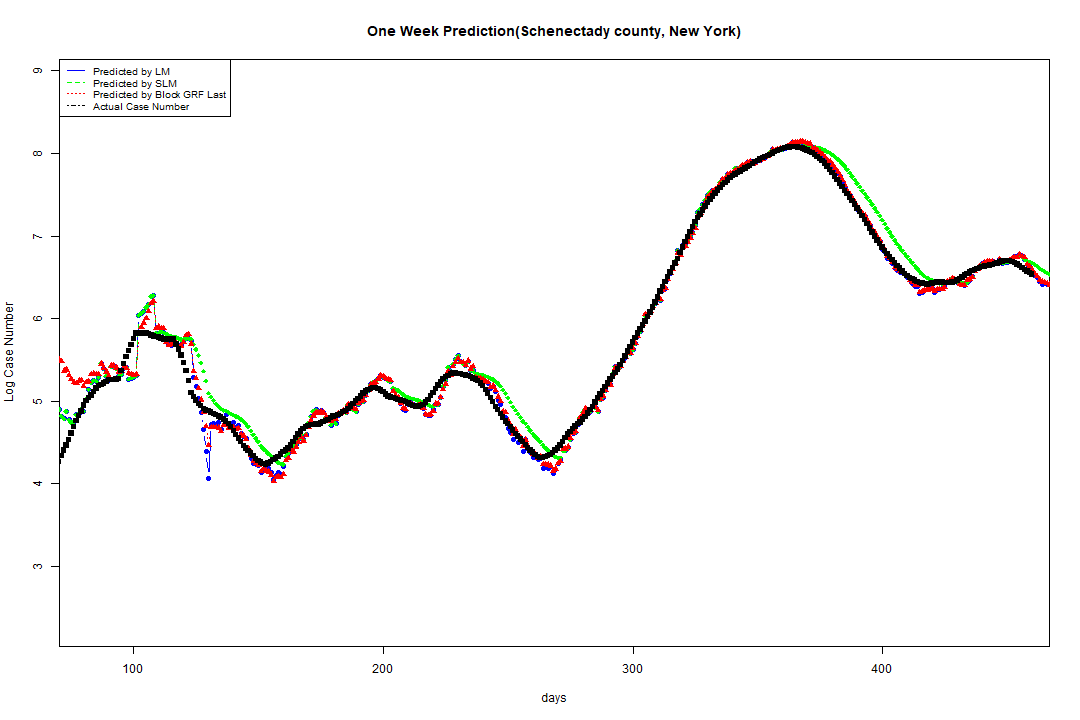 One Week Prediction(Schenectady county, New York)
Predicted by LM
Predicted by SLM
Predicted by Block GRF Last
Actual Case Number
9
8
7
6
5
4
3
Log Case Number
100 200 300 400
days